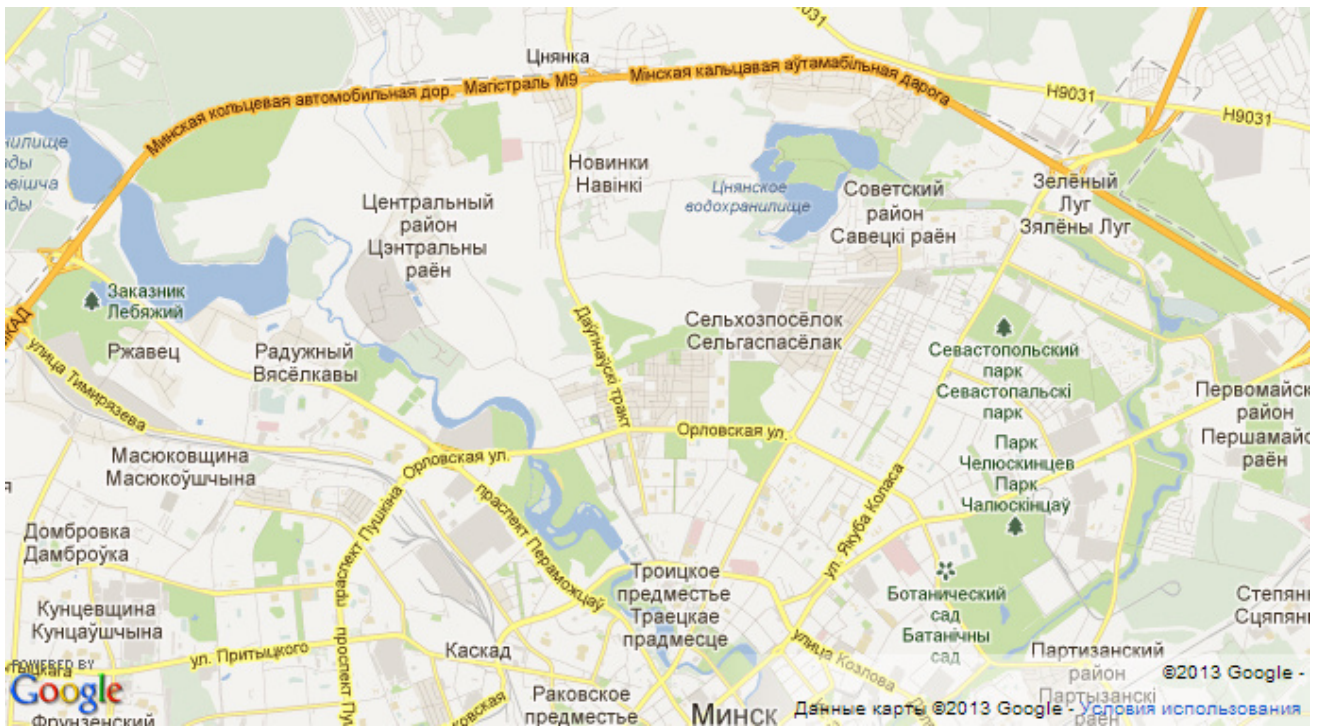 Н9031
Цнянка
Минская кольцевая автомобильная дор.
Магістраль М9
Мінская кальцавая аўтамабільная дарога
Н9031
Н9031
Новинки
Навінкі
Цнянское
водохранилище
Советский
район
Савецкі раён
Зелёный
Луг
Зялёны Луг
Центральный
район
Цэнтральны
раён
Заказник
Лебяжий
Ржавец
Радужный
Вясёлкавы
Даўгінаўскі тракт
Сельхозпосёлок
Сельгаспасёлак
Севастопольский
парк
Севастопальскі
парк
улица Тимирязева
Орловская ул.
Орловская ул.
Масюковщина
Масюкоўшчына
Парк
Челюскинцев
Парк
Чалюскінцаў
район
раён
ул. Якуба Коласа
праспект Пераможцаў
праспект Пушкіна
проспект
Домбровка
Дамброўка
Троицкое
предместье
Траецкае
прадмесце
Ботанический
сад
Батанічны
сад
Кунцевщина
Кунцаўшчына
ул. Притыцкого
Каскад
улица Козлова
Партизанский
район
Партызанскі
раён
POWERED BY
Google
Фрунзенский
Раковское
предместье
Минск
©2013 Google -
Данные карты ©2013 Google - Условия использования